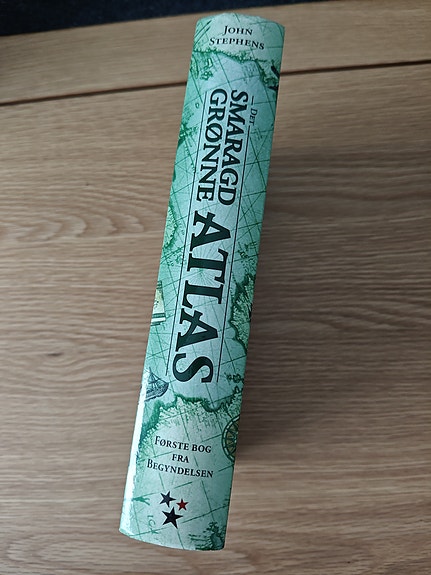 JOHN
STEPHENS
DET
SMARAGD
GRØNNE
ATLAS
FØRSTE BOG
FRA
BEGYNDELSEN